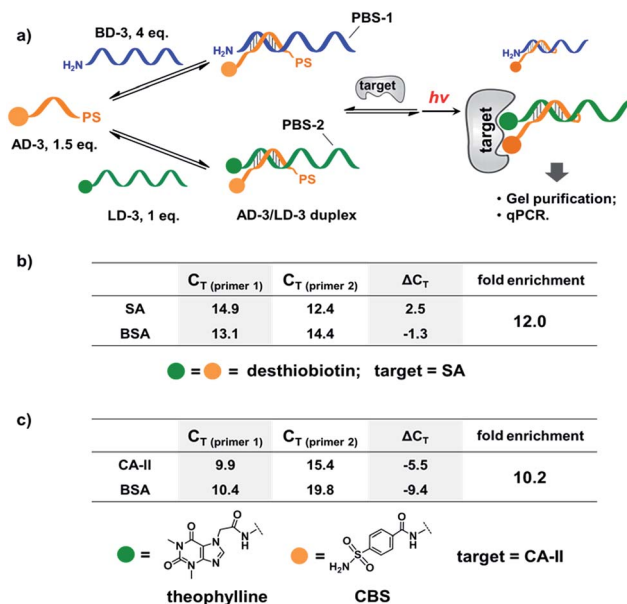 a)
BD-3, 4 eq.
H₂N
PBS-1
H₂N
PS
H₂N
target
hν
PS
AD-3, 1.5 eq.
PBS-2
target
PS
LD-3, 1 eq.
AD-3/LD-3 duplex
• Gel purification;
• qPCR.
b)
C_T (primer 1) C_T (primer 2) ΔC_T fold enrichment
SA 14.9 12.4 2.5 12.0
BSA 13.1 14.4 -1.3
= = desthiobiotin; target = SA
c)
C_T (primer 1) C_T (primer 2) ΔC_T fold enrichment
CA-II 9.9 15.4 -5.5 10.2
BSA 10.4 19.8 -9.4
= O N N O N N O N H = H₂N S O O O N H target = CA-II
theophylline CBS